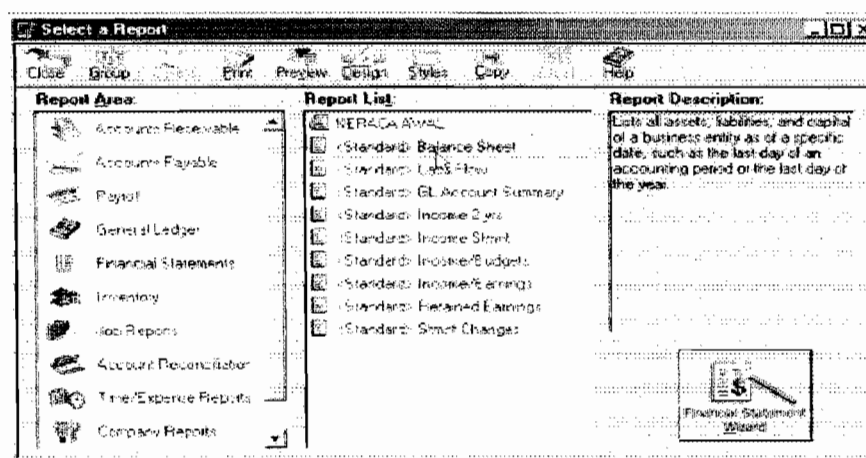 Select a Report
Close Group Print Preview Design Styles Copy Help
Report Area:
Accounts Receivable
Accounts Payable
Payroll
General Ledger
Financial Statements
Inventory
Job Reports
Account Reconciliation
Time/Expense Reports
Company Reports
Report List:
NERACA AWAL
<Standard> Balance Sheet
<Standard> Cash Flow
<Standard> GL Account Summary
<Standard> Income 2 yrs
<Standard> Income Stmnt
<Standard> Income/Budgets
<Standard> Income/Earnings
<Standard> Retained Earnings
<Standard> Stmnt Changes
Report Description:
Lists all assets, liabilities, and capital
of a business entity as of a specific
date, such as the last day of an
accounting period or the last day of
the year.
Financial Statement
Wizard